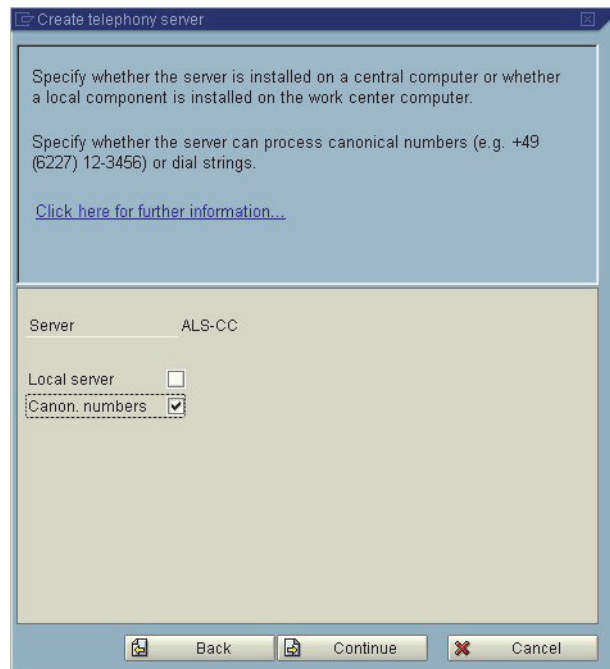 Create telephony server
Specify whether the server is installed on a central computer or whether
a local component is installed on the work center computer.
Specify whether the server can process canonical numbers (e.g. +49
(6227) 12-3456) or dial strings.
Click here for further information...
Server ALS-CC
Local server
Canon. numbers
Back Continue Cancel